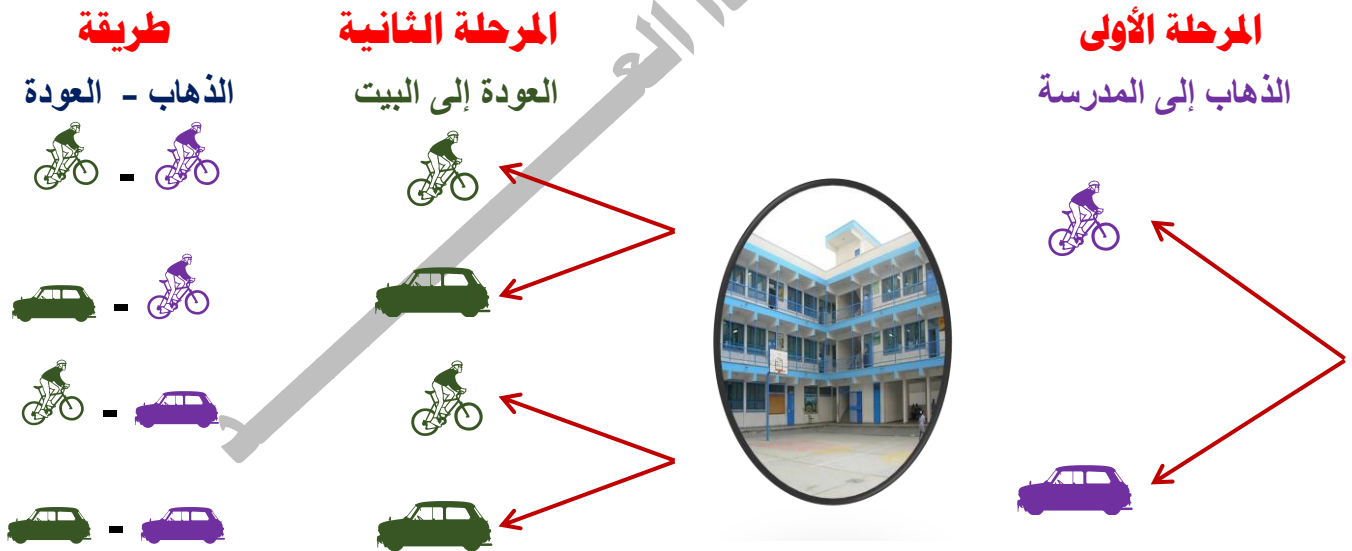 المرحلة الأولى
الذهاب إلى المدرسة
المرحلة الثانية
العودة إلى البيت
طريقة
الذهاب - العودة
-
-
-
-